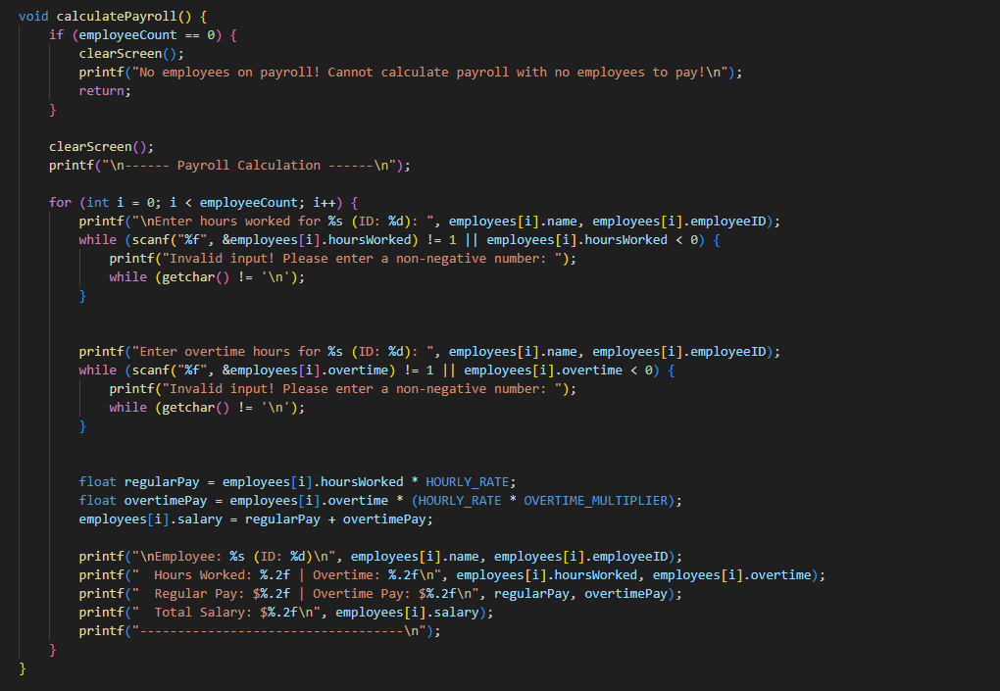 void calculatePayroll() {
    if (employeeCount == 0) {
        clearScreen();
        printf("No employees on payroll! Cannot calculate payroll with no employees to pay!\n");
        return;
    }

    clearScreen();
    printf("\n------ Payroll Calculation ------\n");

    for (int i = 0; i < employeeCount; i++) {
        printf("\nEnter hours worked for %s (ID: %d): ", employees[i].name, employees[i].employeeID);
        while (scanf("%f", &employees[i].hoursWorked) != 1 || employees[i].hoursWorked < 0) {
            printf("Invalid input! Please enter a non-negative number: ");
            while (getchar() != '\n');
        }


        printf("Enter overtime hours for %s (ID: %d): ", employees[i].name, employees[i].employeeID);
        while (scanf("%f", &employees[i].overtime) != 1 || employees[i].overtime < 0) {
            printf("Invalid input! Please enter a non-negative number: ");
            while (getchar() != '\n');
        }


        float regularPay = employees[i].hoursWorked * HOURLY_RATE;
        float overtimePay = employees[i].overtime * (HOURLY_RATE * OVERTIME_MULTIPLIER);
        employees[i].salary = regularPay + overtimePay;

        printf("\nEmployee: %s (ID: %d)\n", employees[i].name, employees[i].employeeID);
        printf("  Hours Worked: %.2f | Overtime: %.2f\n", employees[i].hoursWorked, employees[i].overtime);
        printf("  Regular Pay: $%.2f | Overtime Pay: $%.2f\n", regularPay, overtimePay);
        printf("  Total Salary: $%.2f\n", employees[i].salary);
        printf("-----------------------------------\n");
    }
}